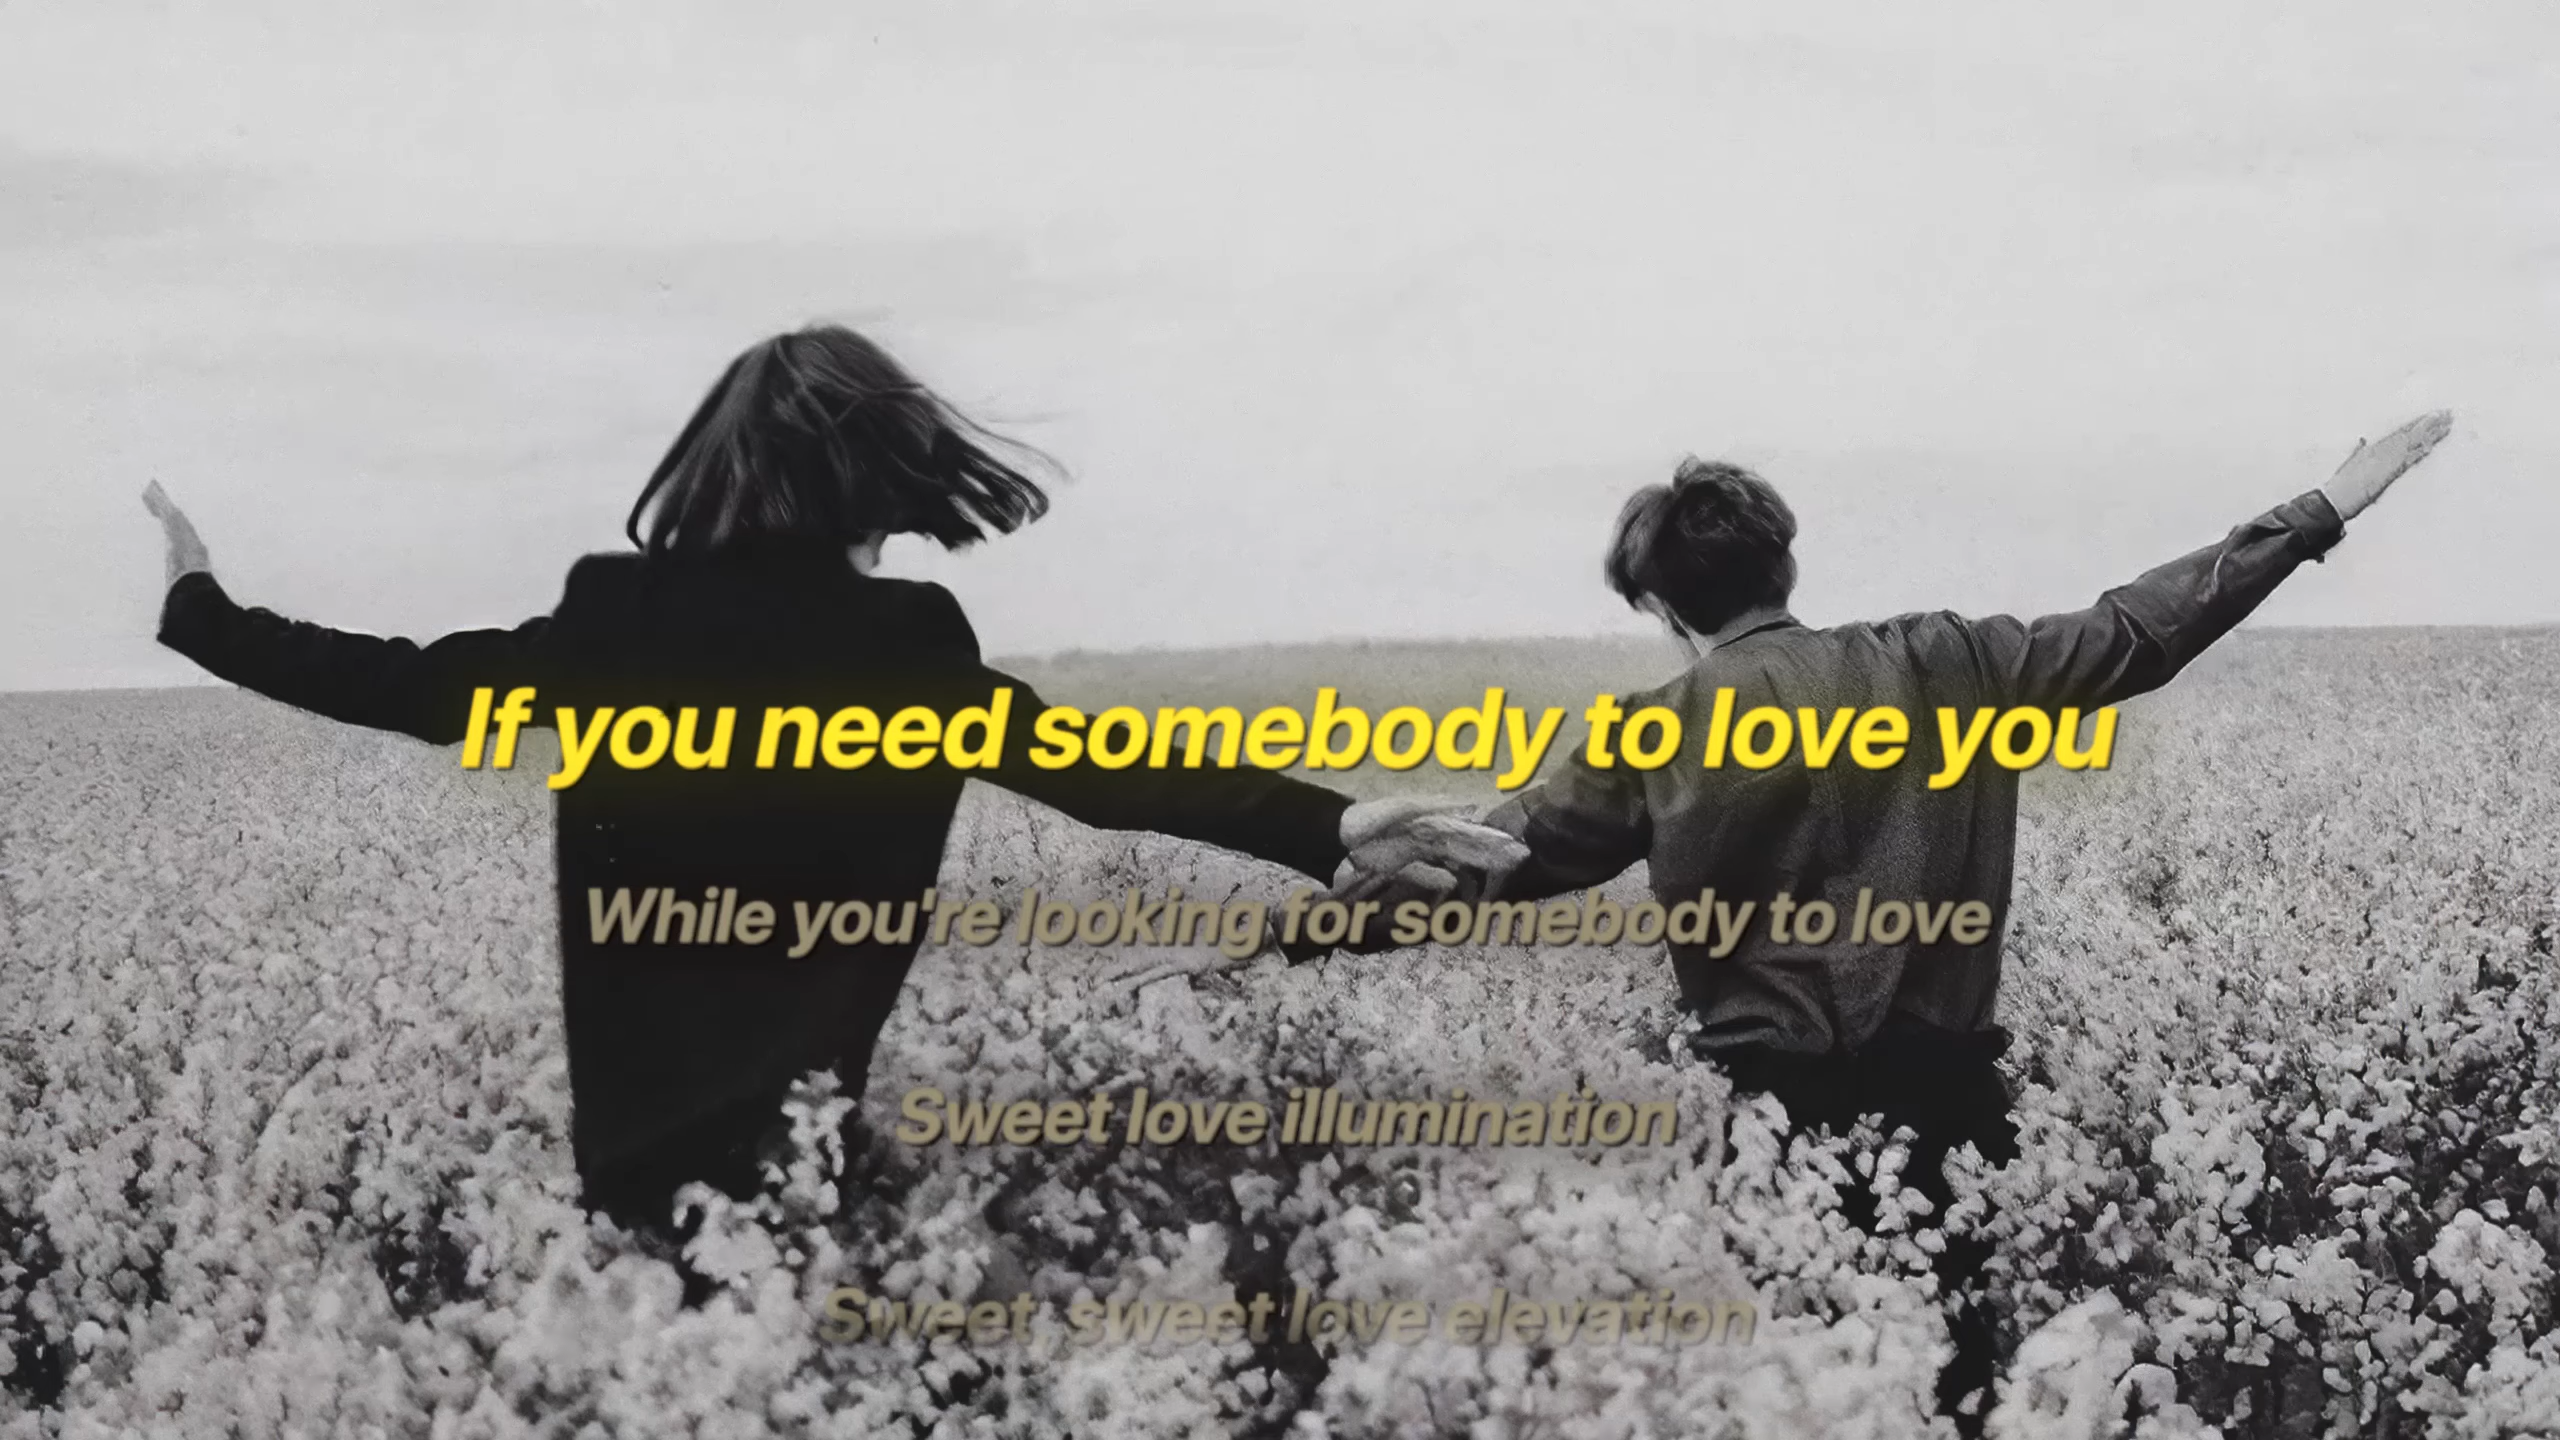 If you need somebody to love you
While you're looking for somebody to love
Sweet love illumination
Sweet, sweet love elevation